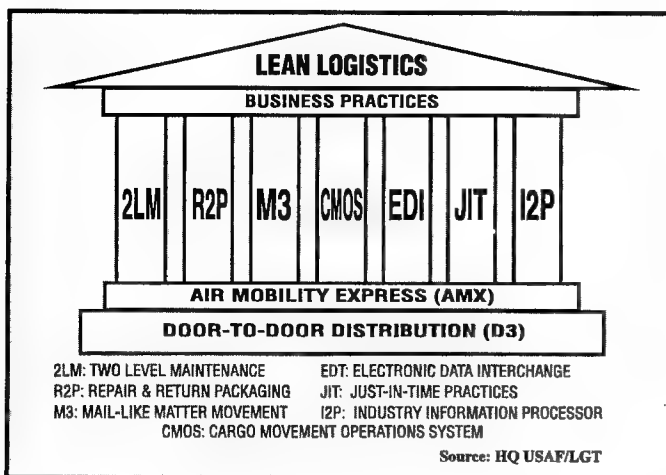 LEAN LOGISTICS
BUSINESS PRACTICES
2LM R2P M3 CMOS EDI JIT I2P
AIR MOBILITY EXPRESS (AMX)
DOOR-TO-DOOR DISTRIBUTION (D3)
2LM: TWO LEVEL MAINTENANCE EDT: ELECTRONIC DATA INTERCHANGE
R2P: REPAIR & RETURN PACKAGING JIT: JUST-IN-TIME PRACTICES
M3: MAIL-LIKE MATTER MOVEMENT I2P: INDUSTRY INFORMATION PROCESSOR
CMOS: CARGO MOVEMENT OPERATIONS SYSTEM
Source: HQ USAF/LGT